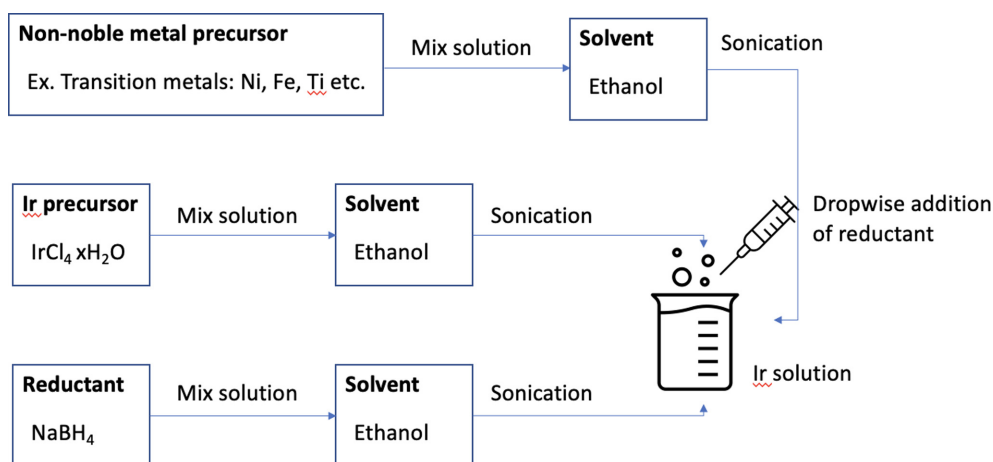 Non-noble metal precursor
Ex. Transition metals: Ni, Fe, Ti etc.
Mix solution
Solvent
Ethanol
Sonication
Ir precursor
IrCl₄ xH₂O
Mix solution
Solvent
Ethanol
Sonication
Dropwise addition
of reductant
Ir solution
Reductant
NaBH₄
Mix solution
Solvent
Ethanol
Sonication